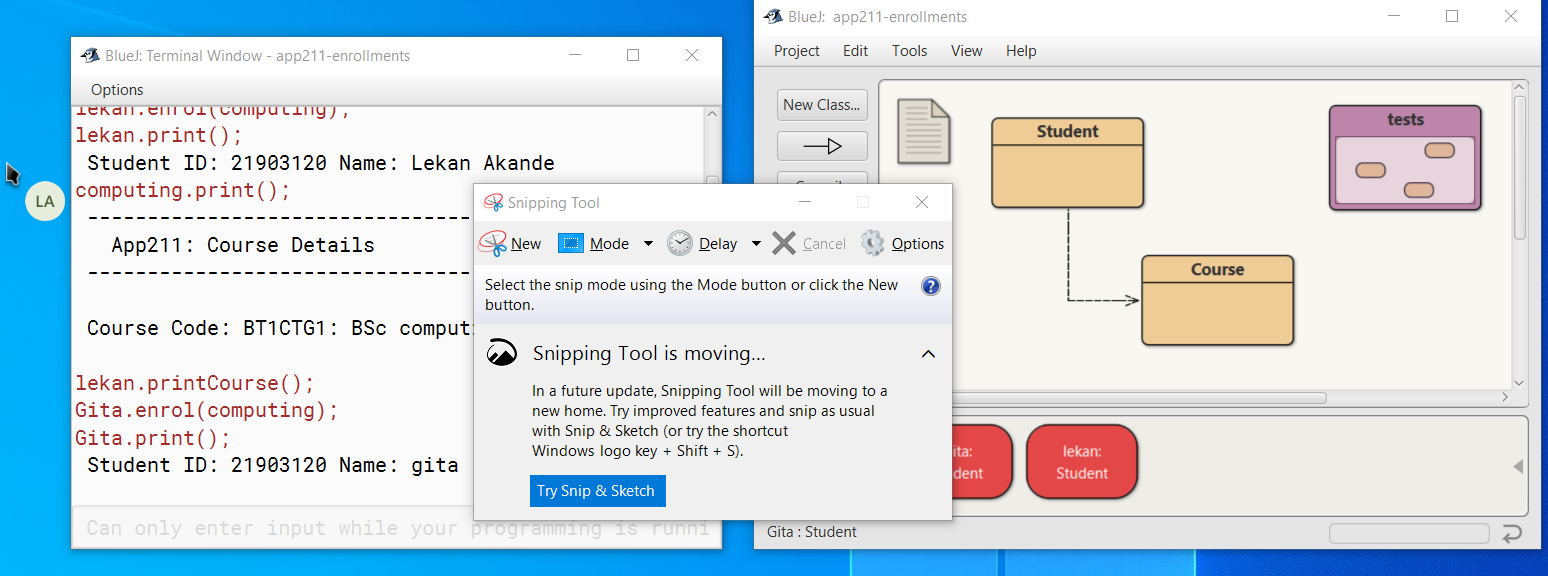 BlueJ: Terminal Window - app211-enrollments
Options
lekan.enrol(computing);
lekan.print();
Student ID: 21903120 Name: Lekan Akande
computing.print();
--------------------------------
App211: Course Details
--------------------------------
Course Code: BT1CTG1: BSc
lekan.printCourse();
Gita.enrol(computing);
Gita.print();
Student ID: 21903120 Name: gita
Can only enter input while your programming is runni
LA
Snipping Tool
New Mode Delay Cancel Options
Select the snip mode using the Mode button or click the New
button.
Snipping Tool is moving...
In a future update, Snipping Tool will be moving to a
new home. Try improved features and snip as usual
with Snip & Sketch (or try the shortcut
Windows logo key + Shift + S).
Try Snip & Sketch
BlueJ: app211-enrollments
Project Edit Tools View Help
New Class...
Student
tests
Course
lekan:
Student
Gita : Student